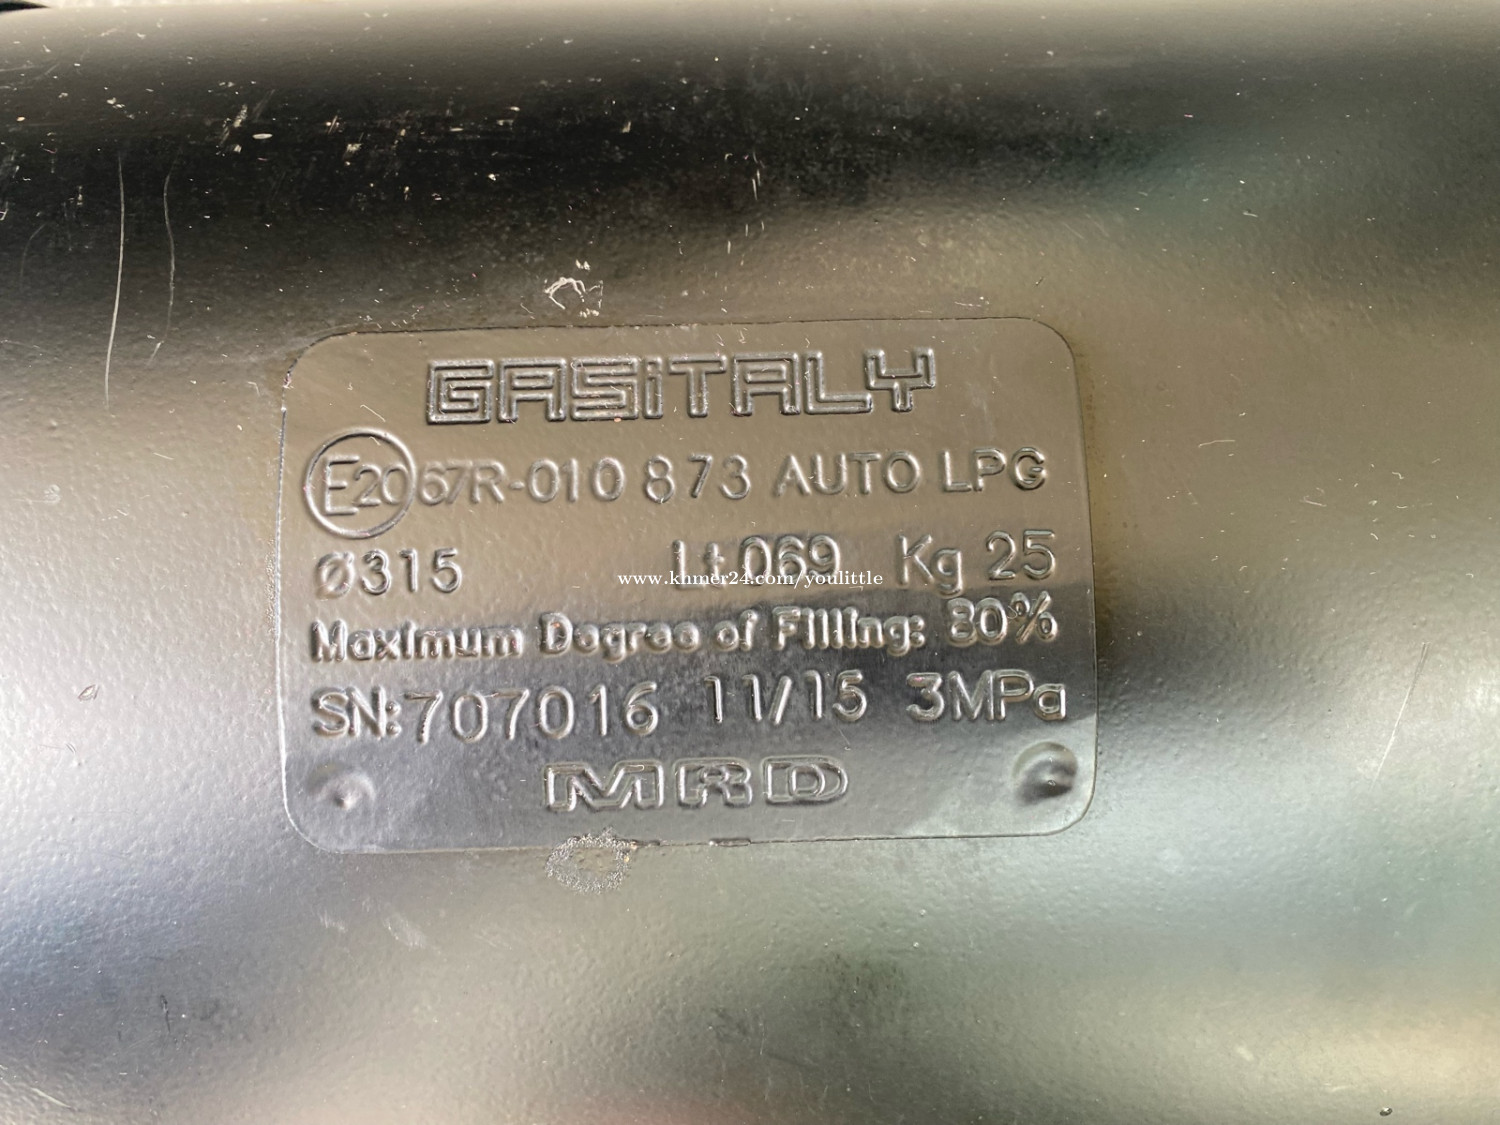 GASiTALY
E20 67R-010 873 AUTO LPG
Ø315 Lt 069 Kg 25
www.khmer24.com/youlittle
Maximum Degree of Filling: 80%
SN:707016 11/15 3MPa
MRD